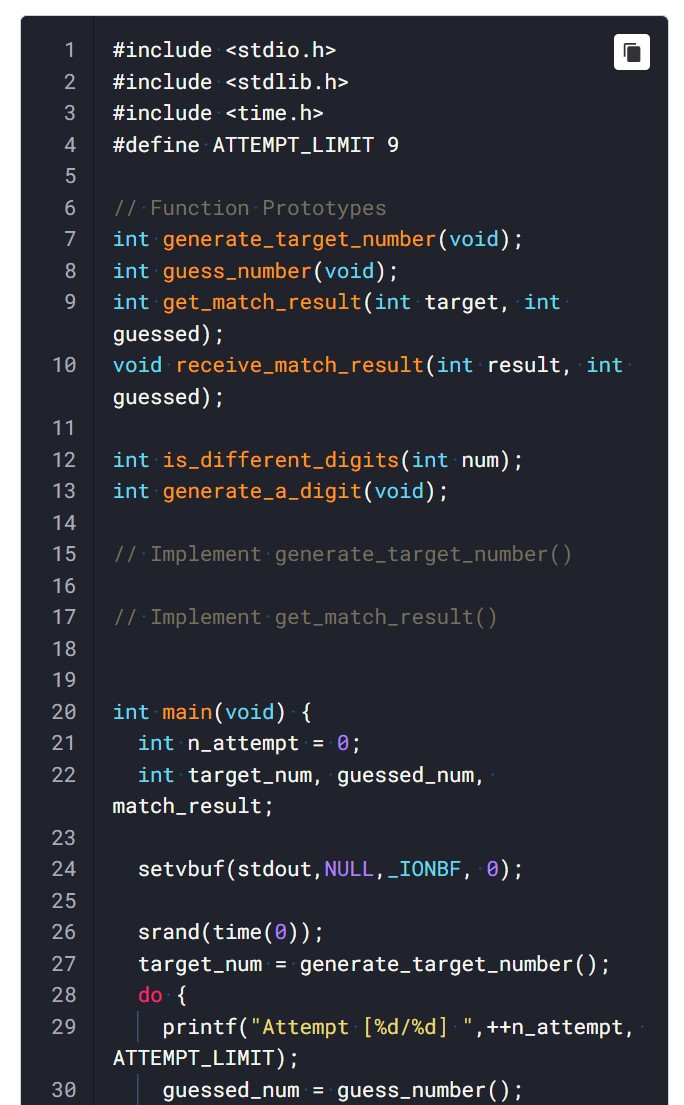 1 #include <stdio.h>
2 #include <stdlib.h>
3 #include <time.h>
4 #define ATTEMPT_LIMIT 9
5
6 // Function Prototypes
7 int generate_target_number(void);
8 int guess_number(void);
9 int get_match_result(int target, int
guessed);
10 void receive_match_result(int result, int
guessed);
11
12 int is_different_digits(int num);
13 int generate_a_digit(void);
14
15 // Implement generate_target_number()
16
17 // Implement get_match_result()
18
19
20 int main(void) {
21   int n_attempt = 0;
22   int target_num, guessed_num,
match_result;
23
24   setvbuf(stdout,NULL,_IONBF, 0);
25
26   srand(time(0));
27   target_num = generate_target_number();
28   do {
29     printf("Attempt [%d/%d] ",++n_attempt,
ATTEMPT_LIMIT);
30     guessed_num = guess_number();